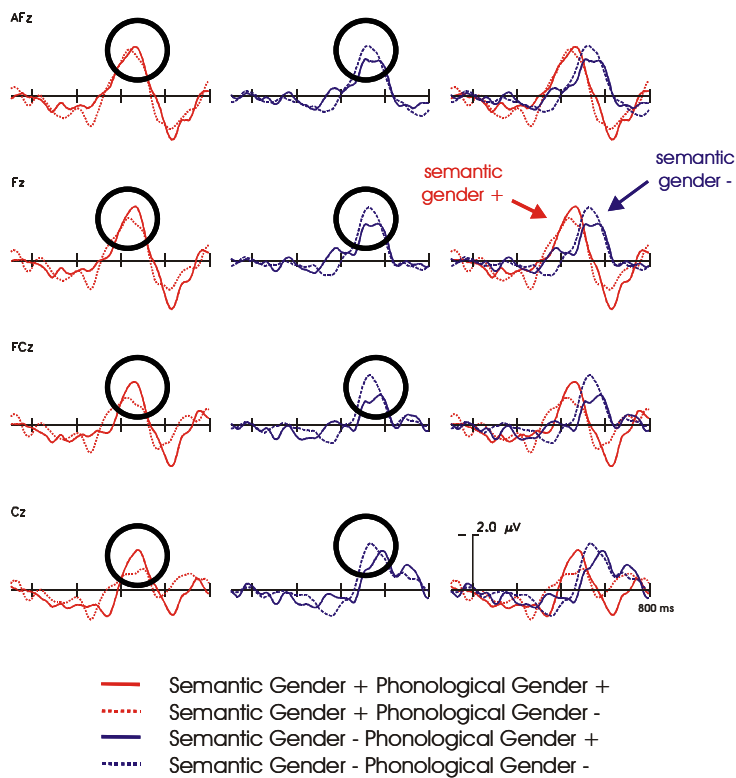 AFz
Fz
semantic
gender +
semantic
gender -
FCz
Cz
2.0 µV
800 ms
Semantic Gender + Phonological Gender +
Semantic Gender + Phonological Gender -
Semantic Gender - Phonological Gender +
Semantic Gender - Phonological Gender -